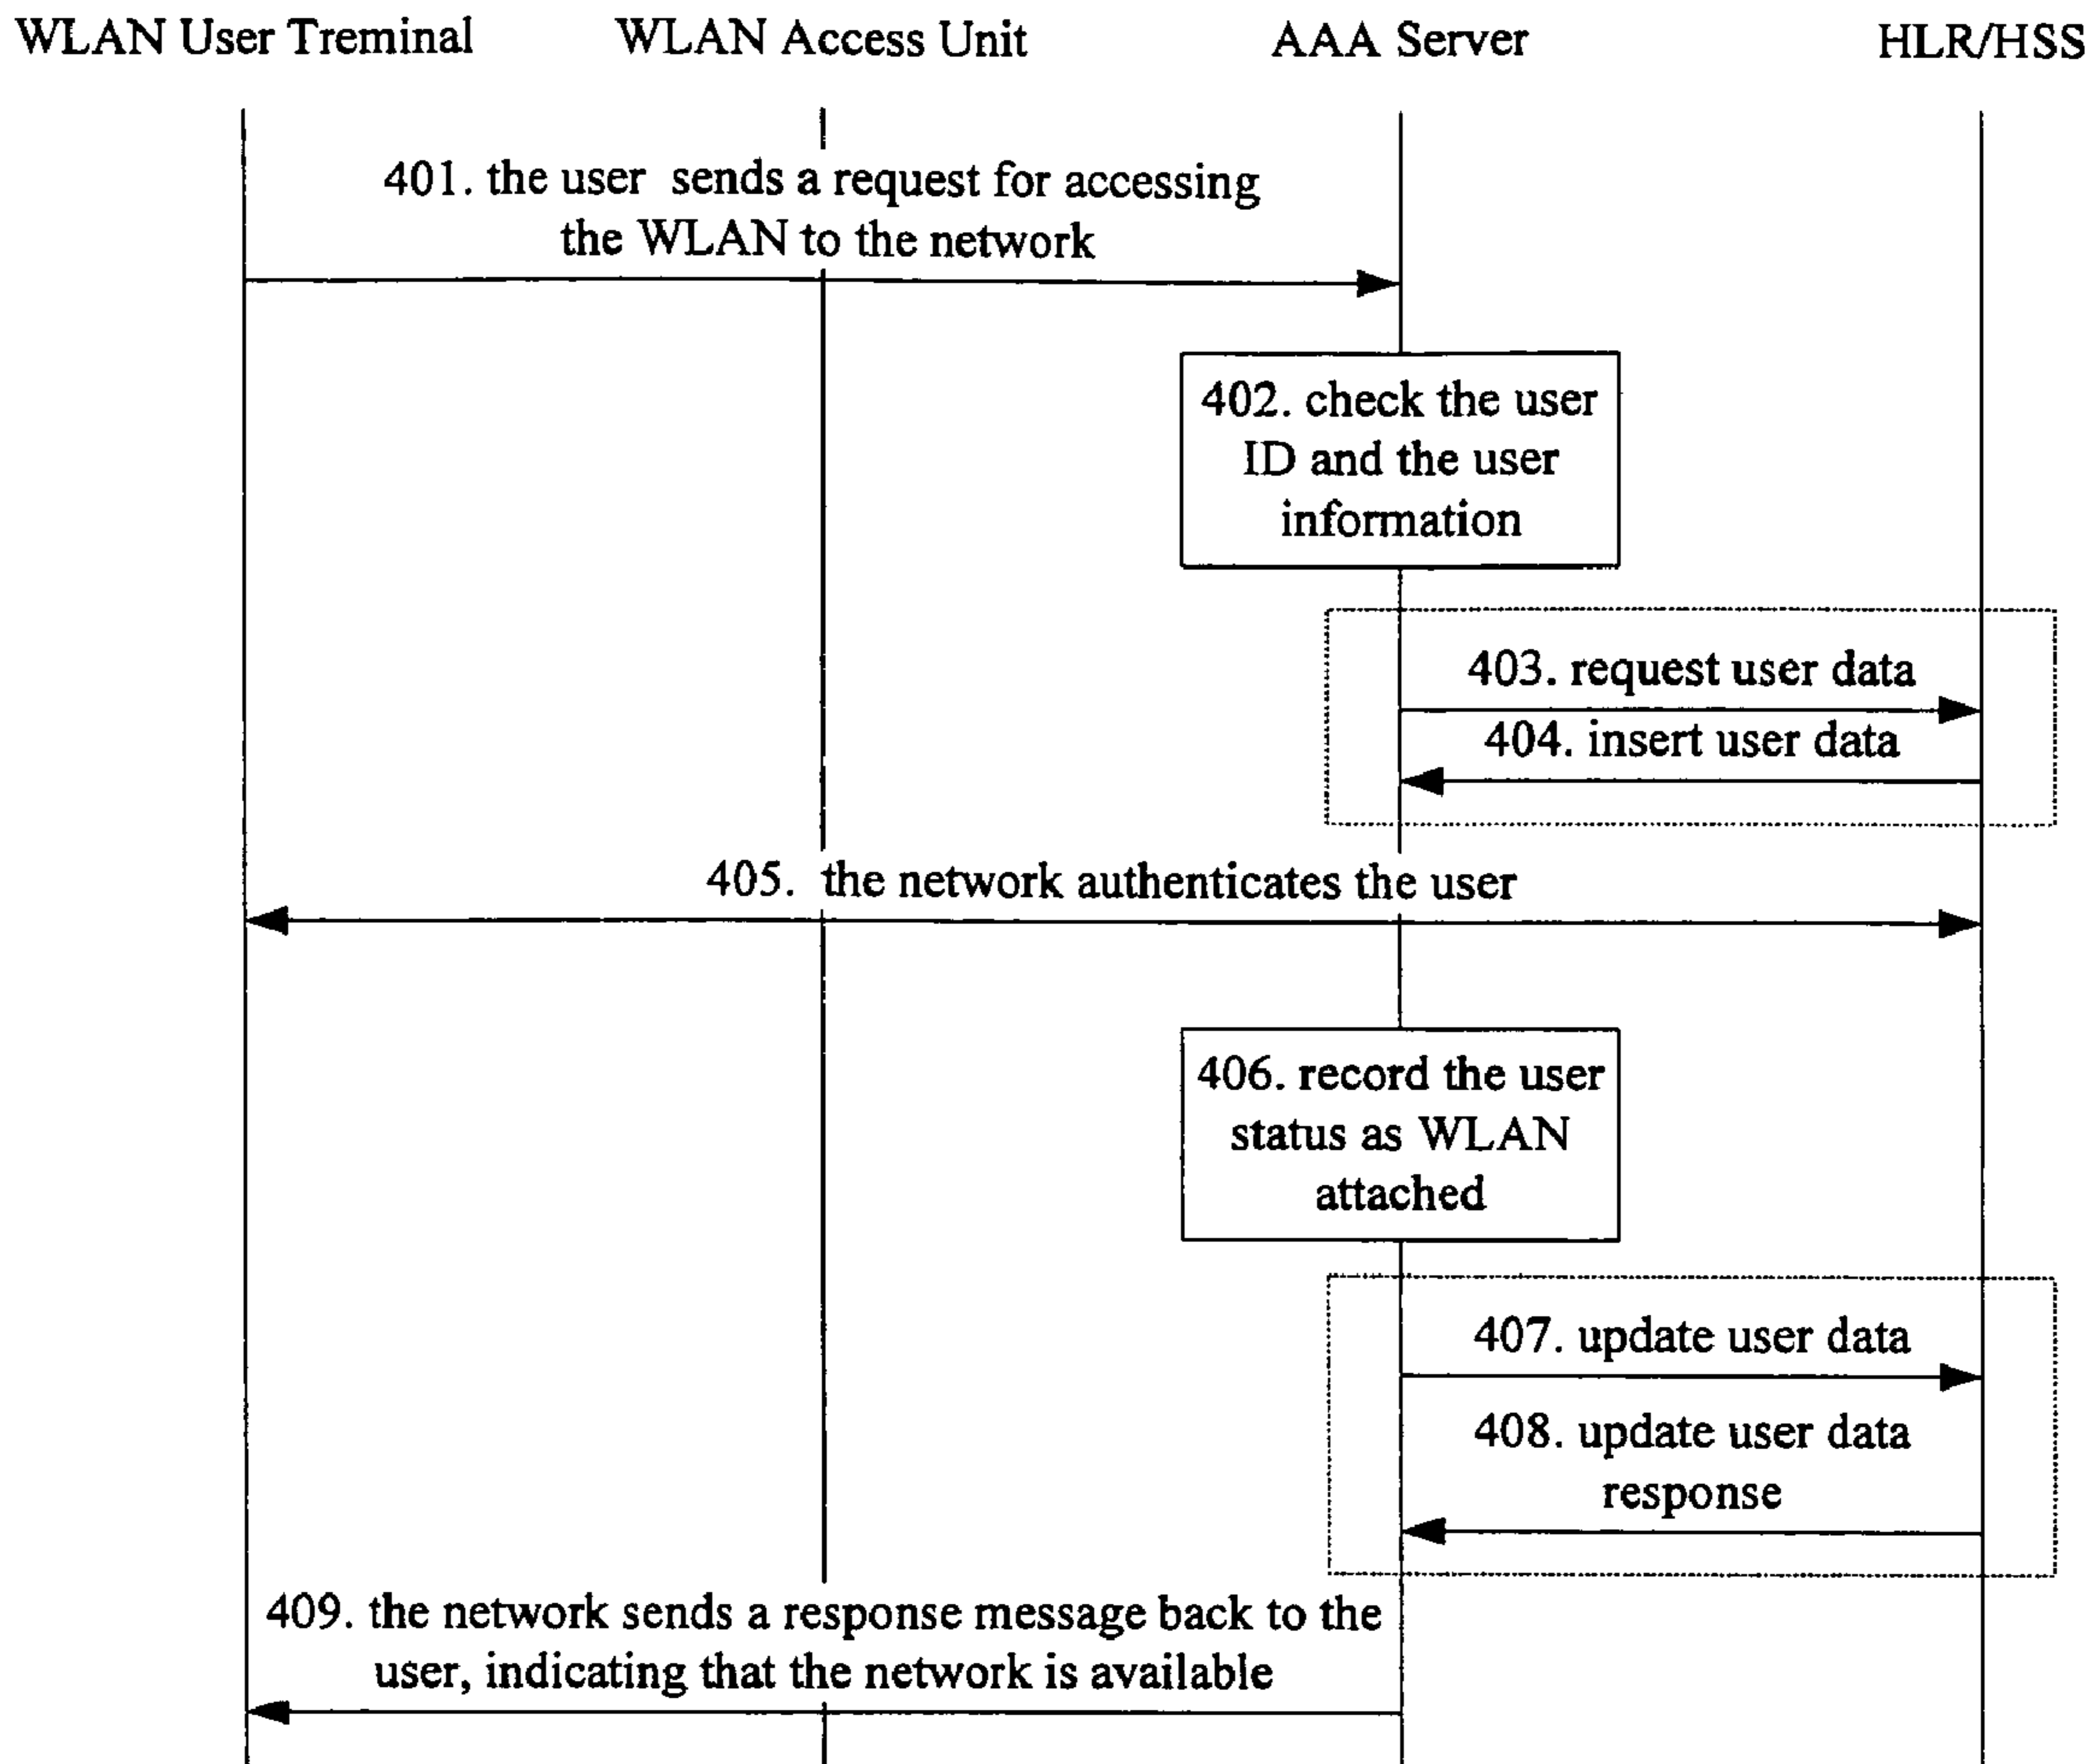 WLAN User Treminal
WLAN Access Unit
AAA Server
HLR/HSS
401. the user sends a request for accessing
the WLAN to the network
402. check the user
ID and the user
information
403. request user data
404. insert user data
405. the network authenticates the user
406. record the user
status as WLAN
attached
407. update user data
408. update user data
response
409. the network sends a response message back to the
user, indicating that the network is available